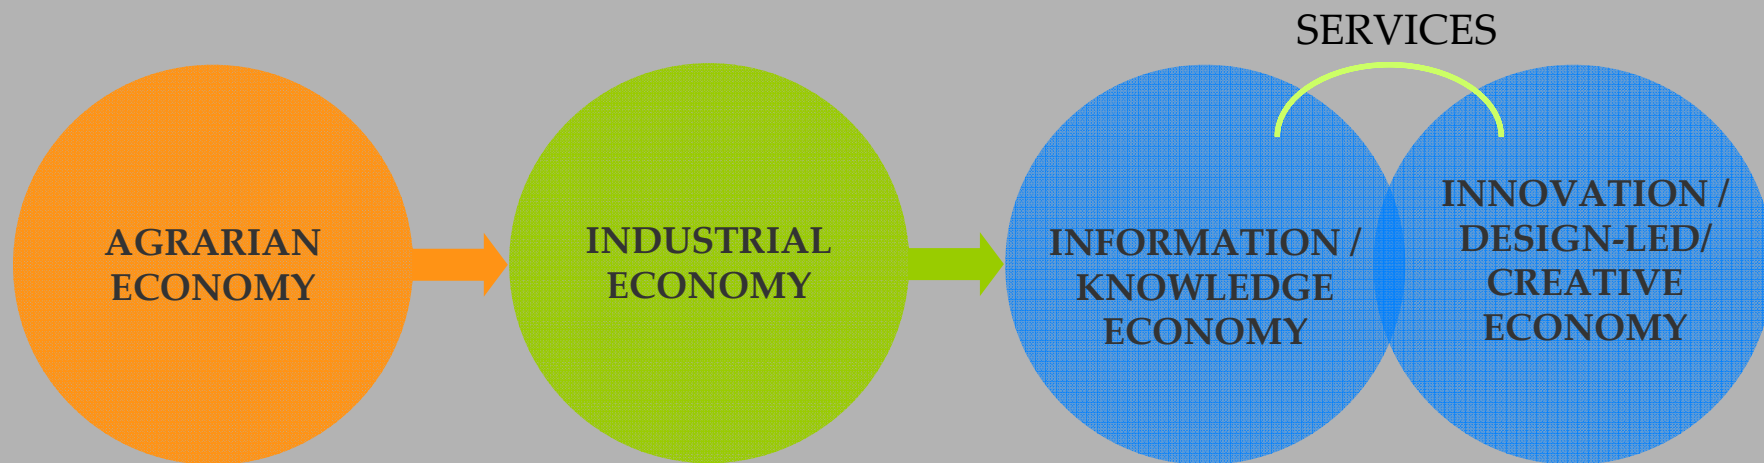 SERVICES
AGRARIAN
ECONOMY
INDUSTRIAL
ECONOMY
INFORMATION /
KNOWLEDGE
ECONOMY
INNOVATION /
DESIGN-LED/
CREATIVE
ECONOMY